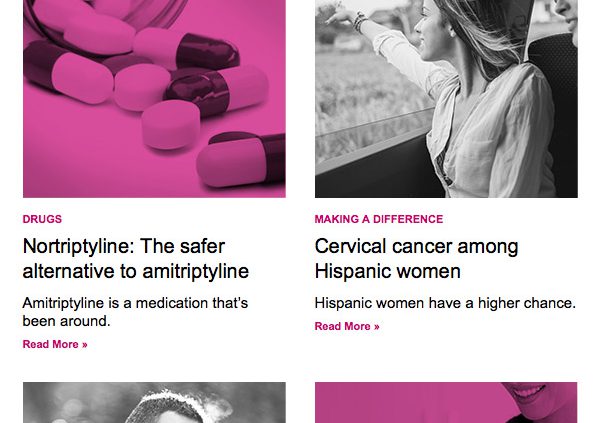 DRUGS
Nortriptyline: The safer
alternative to amitriptyline
Amitriptyline is a medication that's
been around.
Read More »
MAKING A DIFFERENCE
Cervical cancer among
Hispanic women
Hispanic women have a higher chance.
Read More »